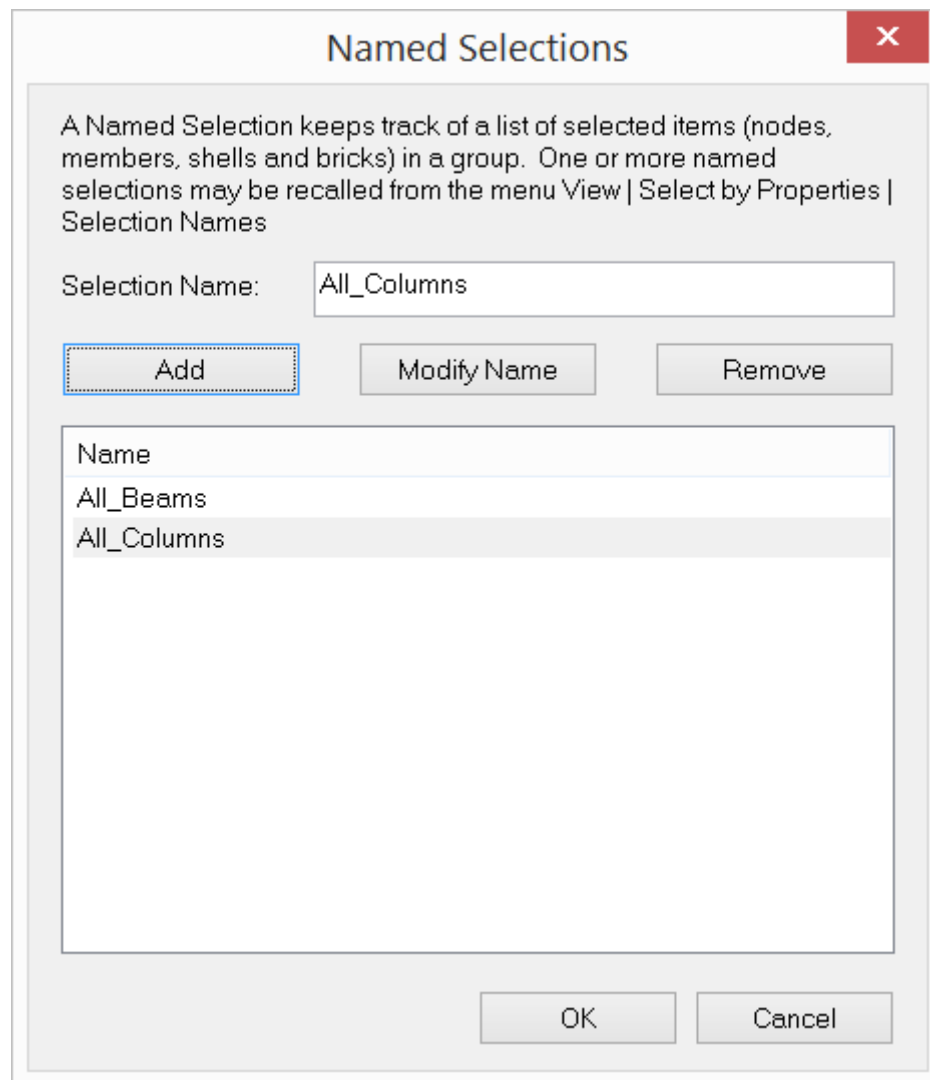 Named Selections
A Named Selection keeps track of a list of selected items (nodes,
members, shells and bricks) in a group.  One or more named
selections may be recalled from the menu View | Select by Properties |
Selection Names
Selection Name: All_Columns
Add Modify Name Remove
Name
All_Beams
All_Columns
OK Cancel